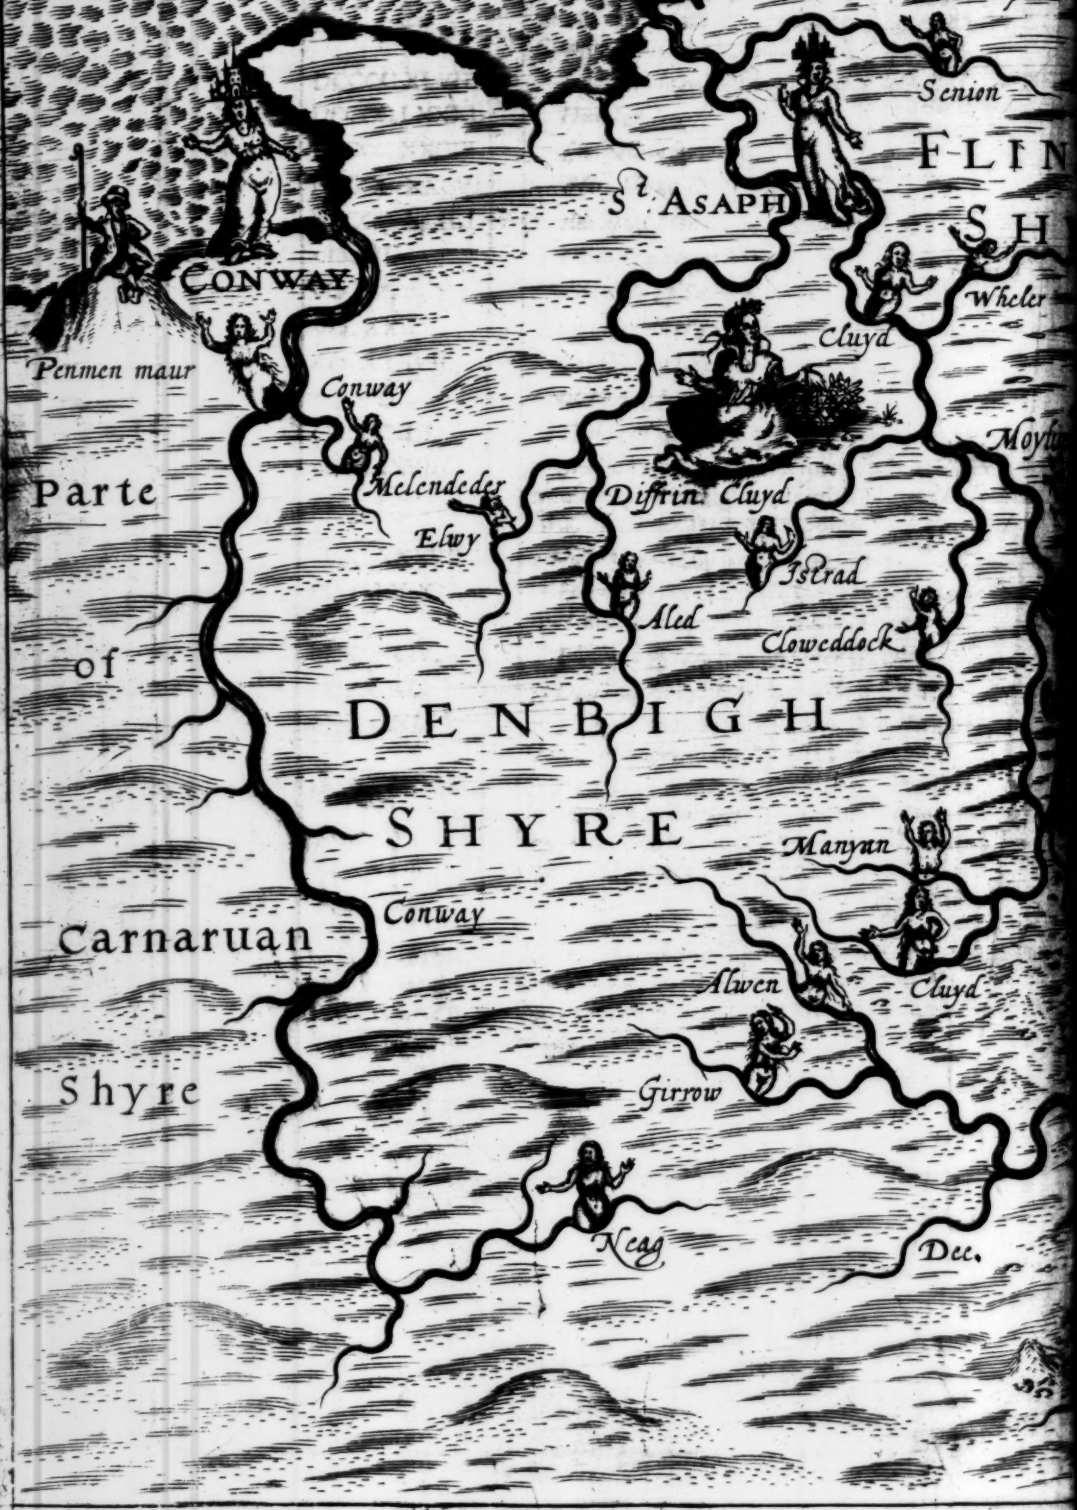 Senion
FLIN
St. ASAPH
SH
CONWAY
Wheler
Cluyd
Penmen maur
Conway
Melendeder
Parte
Diffrin Cluyd
Elwy
Istrad
Aled
Cloweddock
of
DENBIGH
SHYRE
Manyan
Conway
Carnaruan
Alwen
Cluyd
Shyre
Girrow
Neag
Dee.